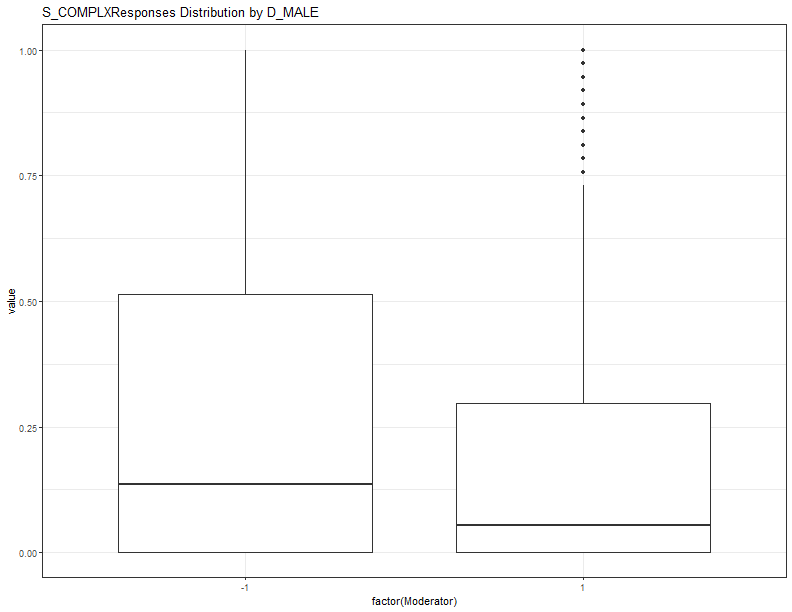 S_COMPLXResponses Distribution by D_MALE
1.00
0.75
0.50
0.25
0.00
value
-1
1
factor(Moderator)